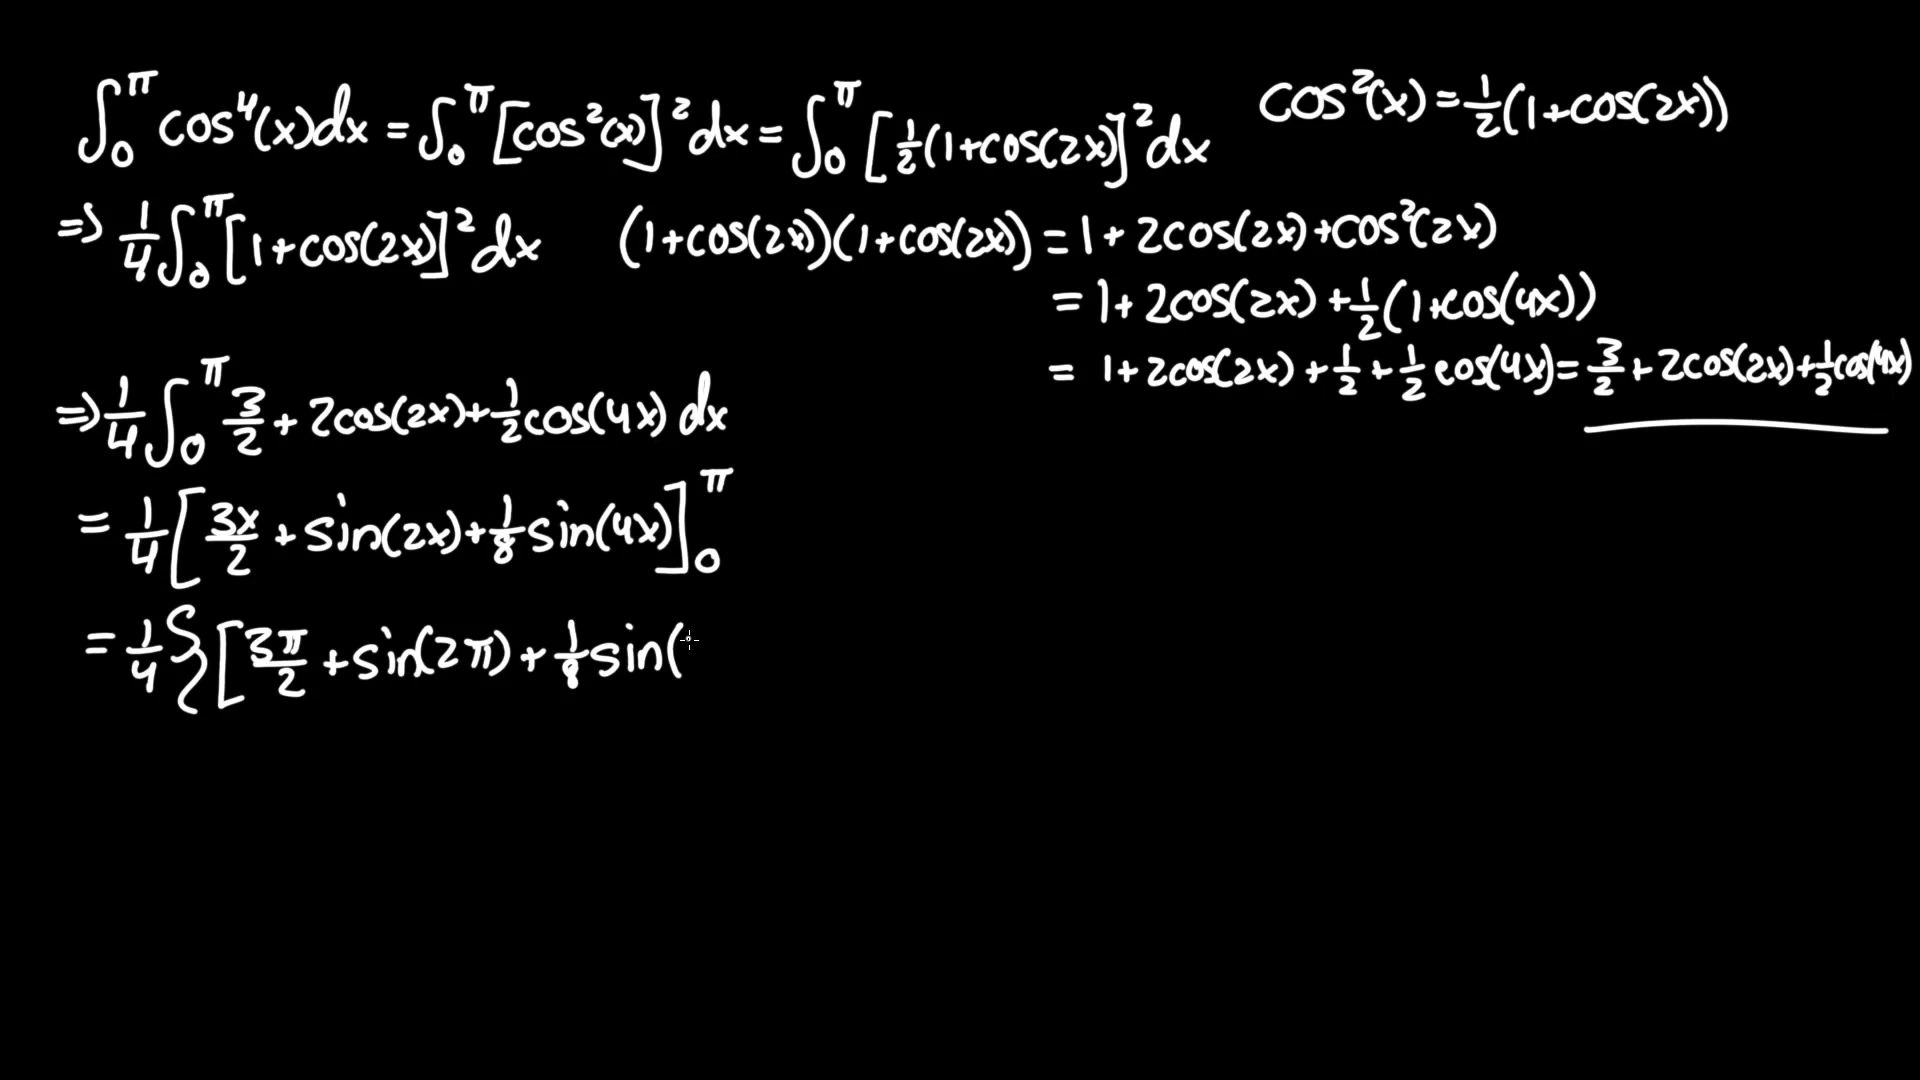 ∫₀^π cos⁴(x)dx = ∫₀^π [cos²(x)]² dx = ∫₀^π [½(1+cos(2x)]² dx   cos²(x) = ½(1+cos(2x))
⇒ ¼ ∫₀^π [1+cos(2x)]² dx   (1+cos(2x))(1+cos(2x)) = 1 + 2cos(2x) + cos²(2x)
= 1 + 2cos(2x) + ½(1+cos(4x))
= 1 + 2cos(2x) + ½ + ½ cos(4x) = 3/2 + 2cos(2x) + ½cos(4x)
⇒ ¼ ∫₀^π 3/2 + 2cos(2x) + ½cos(4x) dx
= ¼ [3x/2 + sin(2x) + ⅛ sin(4x)]₀^π
= ¼ { [3π/2 + sin(2π) + ⅛ sin(